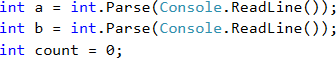 int a = int.Parse(Console.ReadLine());
int b = int.Parse(Console.ReadLine());
int count = 0;